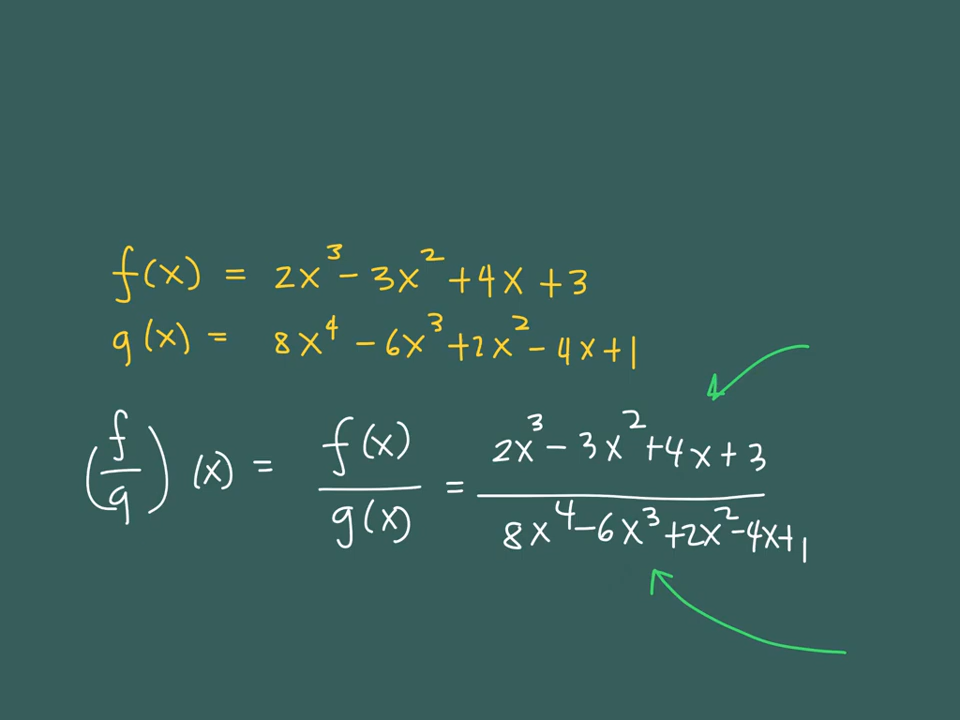 f(x) = 2x³ - 3x² + 4x + 3
g(x) = 8x⁴ - 6x³ + 2x² - 4x + 1
(f/g)(x) = f(x)/g(x) = (2x³ - 3x² + 4x + 3)/(8x⁴ - 6x³ + 2x² - 4x + 1)